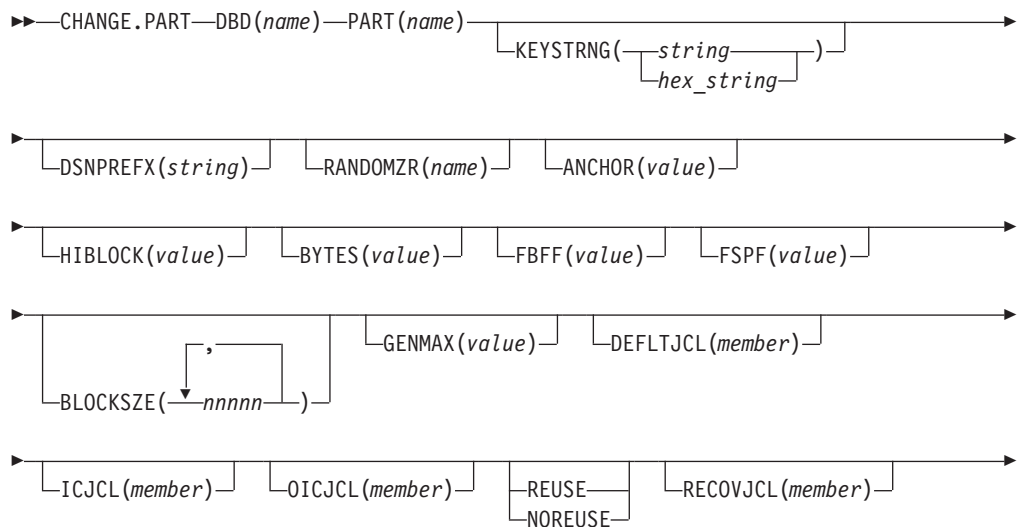 CHANGE.PART DBD(name) PART(name)
KEYSTRNG( string )
hex_string
DSNPREFX(string) RANDOMZR(name) ANCHOR(value)
HIBLOCK(value) BYTES(value) FBFF(value) FSPF(value)
GENMAX(value) DEFLTJCL(member)
,
BLOCKSZE( nnnnn )
ICJCL(member) OICJCL(member) REUSE RECOVJCL(member)
NOREUSE